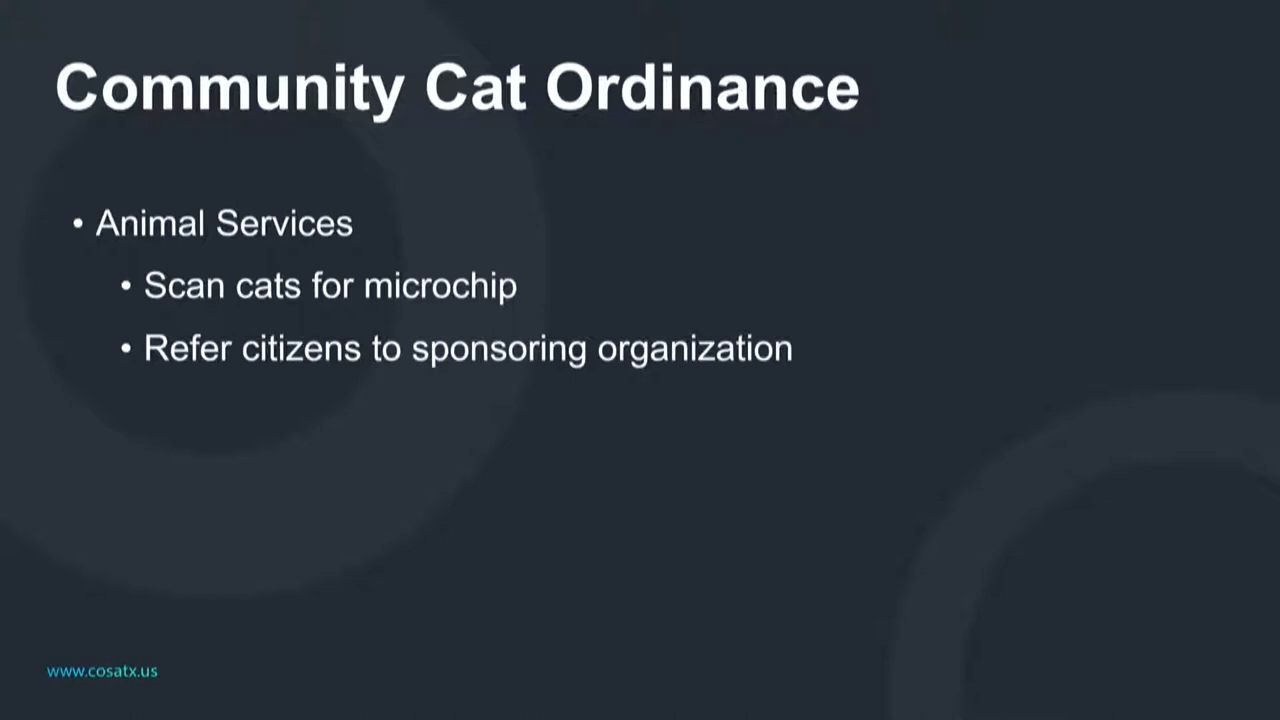 Community Cat Ordinance
• Animal Services
• Scan cats for microchip
• Refer citizens to sponsoring organization
www.cosatx.us